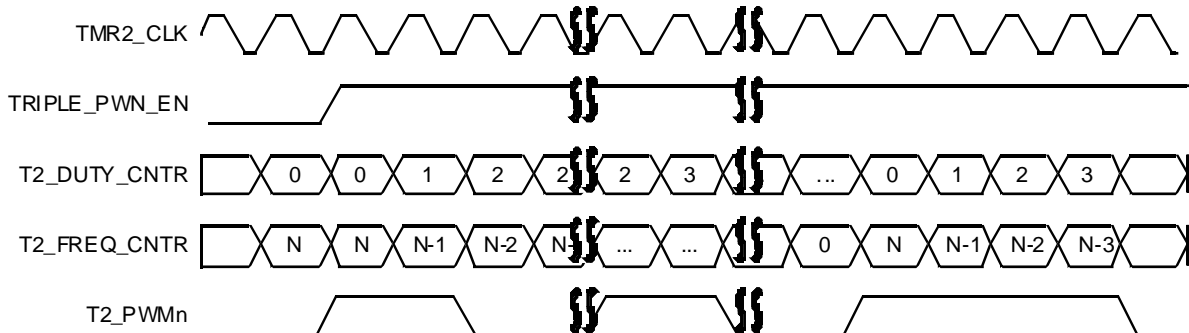 TMR2_CLK
TRIPLE_PWN_EN
T2_DUTY_CNTR 0 0 1 2 2 2 3 ... 0 1 2 3
T2_FREQ_CNTR N N N-1 N-2 N- ... ... 0 N N-1 N-2 N-3
T2_PWMn